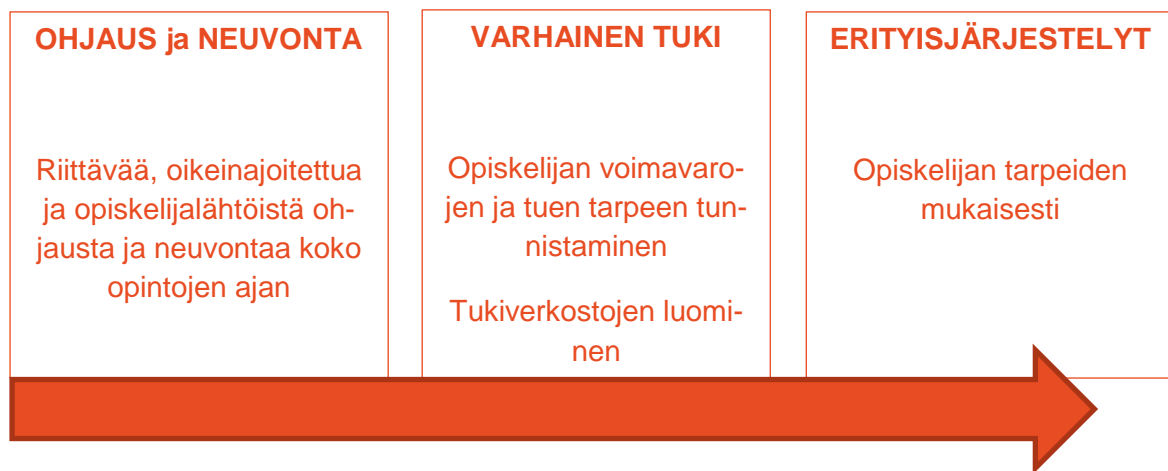 OHJAUS ja NEUVONTA
Riittävää, oikeinajoitettua
ja opiskelijalähtöistä oh-
jausta ja neuvontaa koko
opintojen ajan
VARHAINEN TUKI
Opiskelijan voimavaro-
jen ja tuen tarpeen tun-
nistaminen
Tukiverkostojen luomi-
nen
ERITYISJÄRJESTELYT
Opiskelijan tarpeiden
mukaisesti